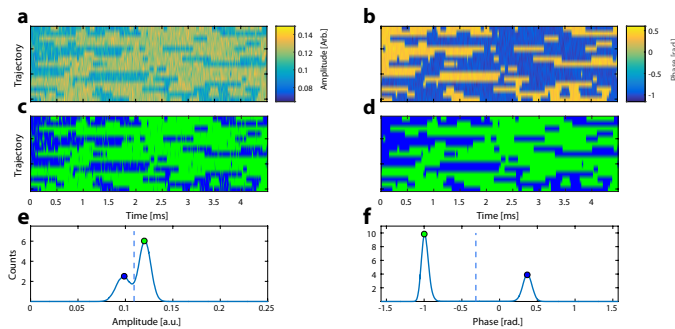 a
Trajectory
0.14
0.12
0.1
0.08
Amplitude [Arb.]
b
0.5
0
-0.5
-1
c
Trajectory
0 0.5 1 1.5 2 2.5 3 3.5 4
Time [ms]
d
0 0.5 1 1.5 2 2.5 3 3.5 4
Time [ms]
e
Counts
6
4
2
0 0.05 0.1 0.15 0.2 0.25
Amplitude [a.u.]
f
10
8
6
4
2
-1.5 -1 -0.5 0 0.5 1 1.5
Phase [rad.]